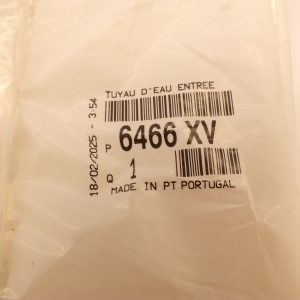 TUYAU D'EAU ENTREE
18/02/2025 - 3:54
P 6466 XV
Q 1
MADE IN PT PORTUGAL